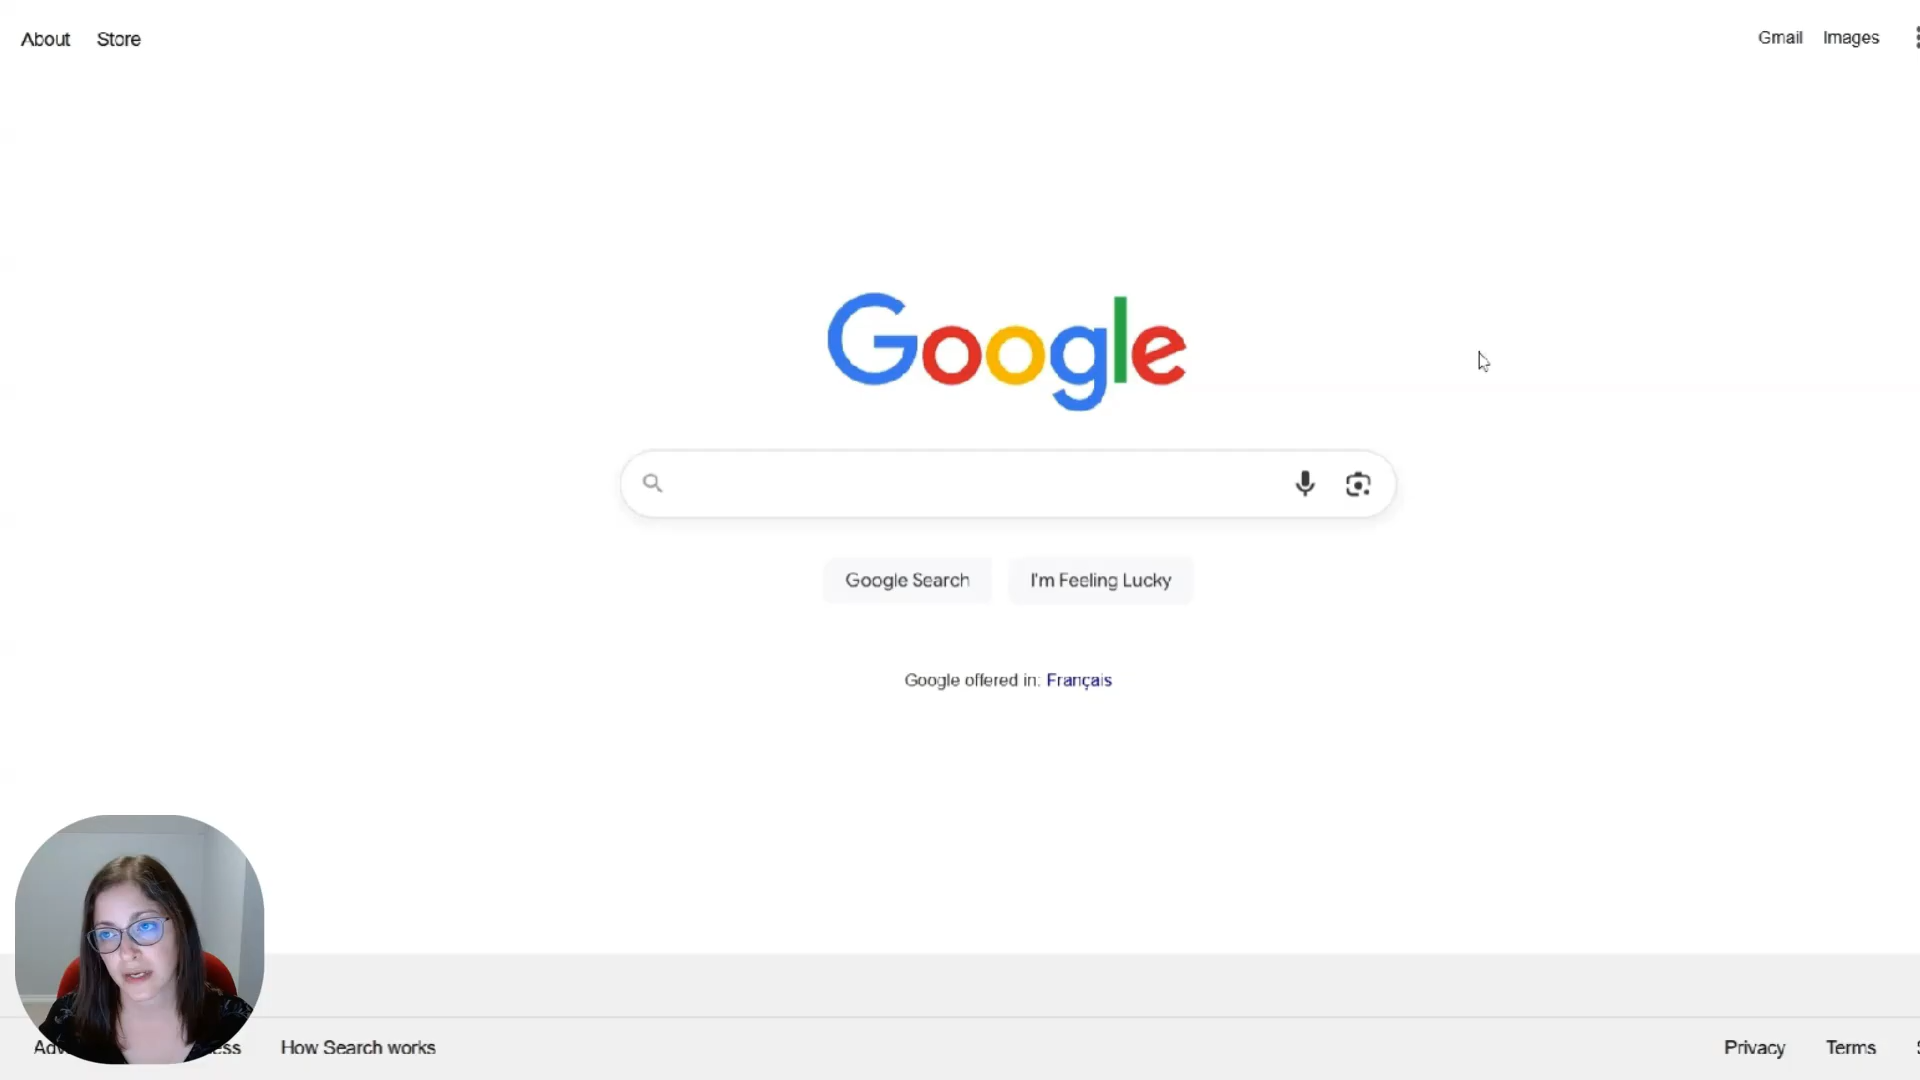 About Store
Gmail Images
Google
Google Search I'm Feeling Lucky
Google offered in: Français
How Search works
Privacy Terms